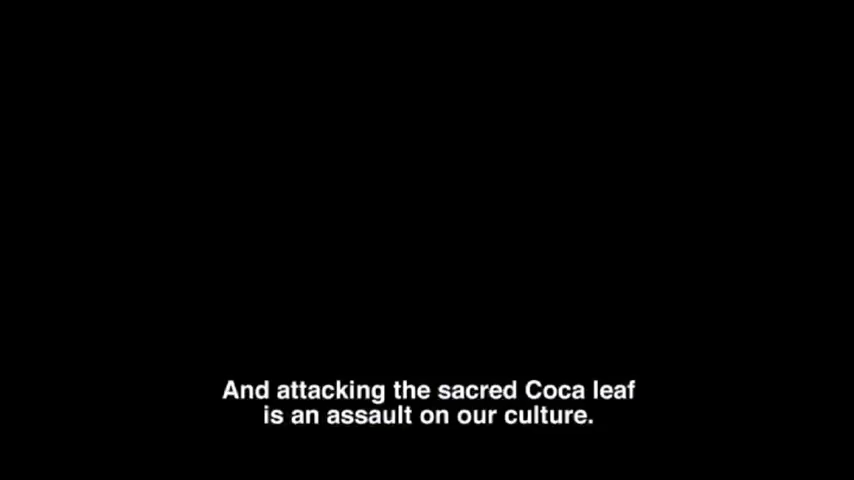 And attacking the sacred Coca leaf
is an assault on our culture.